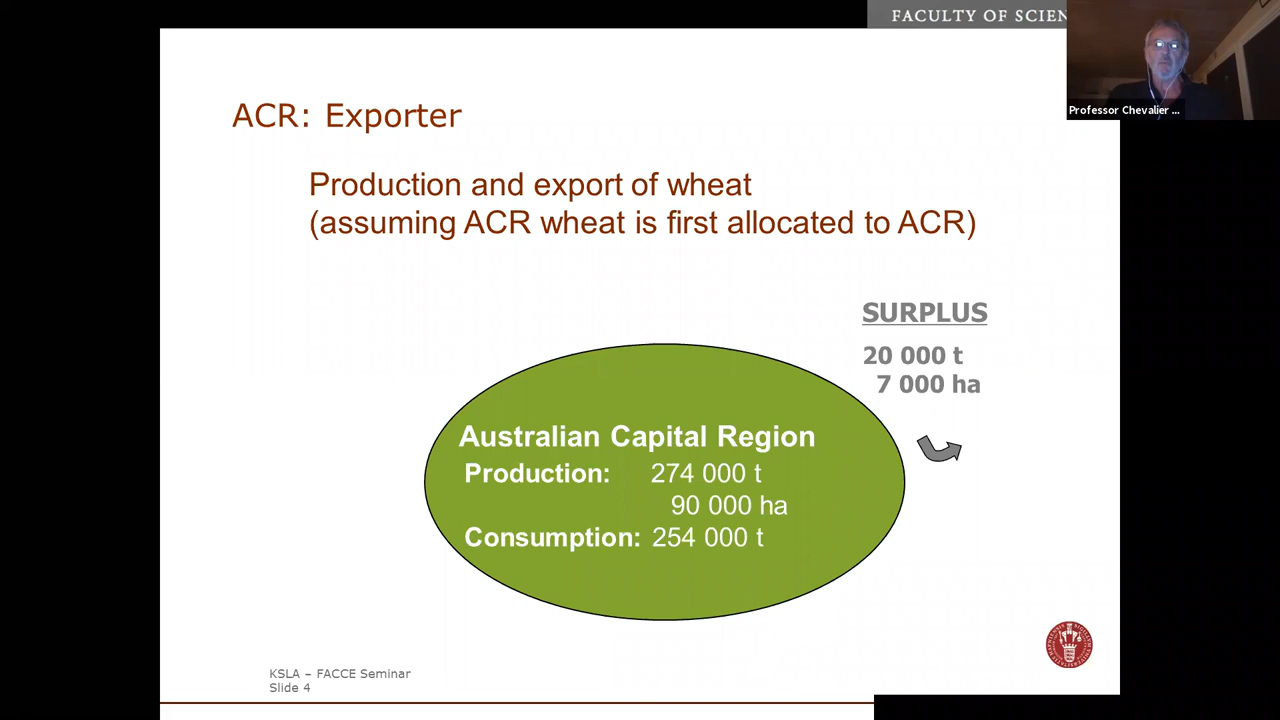 FACULTY OF SCIEN
Professor Chevalier ...
ACR: Exporter
Production and export of wheat
(assuming ACR wheat is first allocated to ACR)
SURPLUS
20 000 t
7 000 ha
Australian Capital Region
Production: 274 000 t
90 000 ha
Consumption: 254 000 t
KSLA – FACCE Seminar
Slide 4